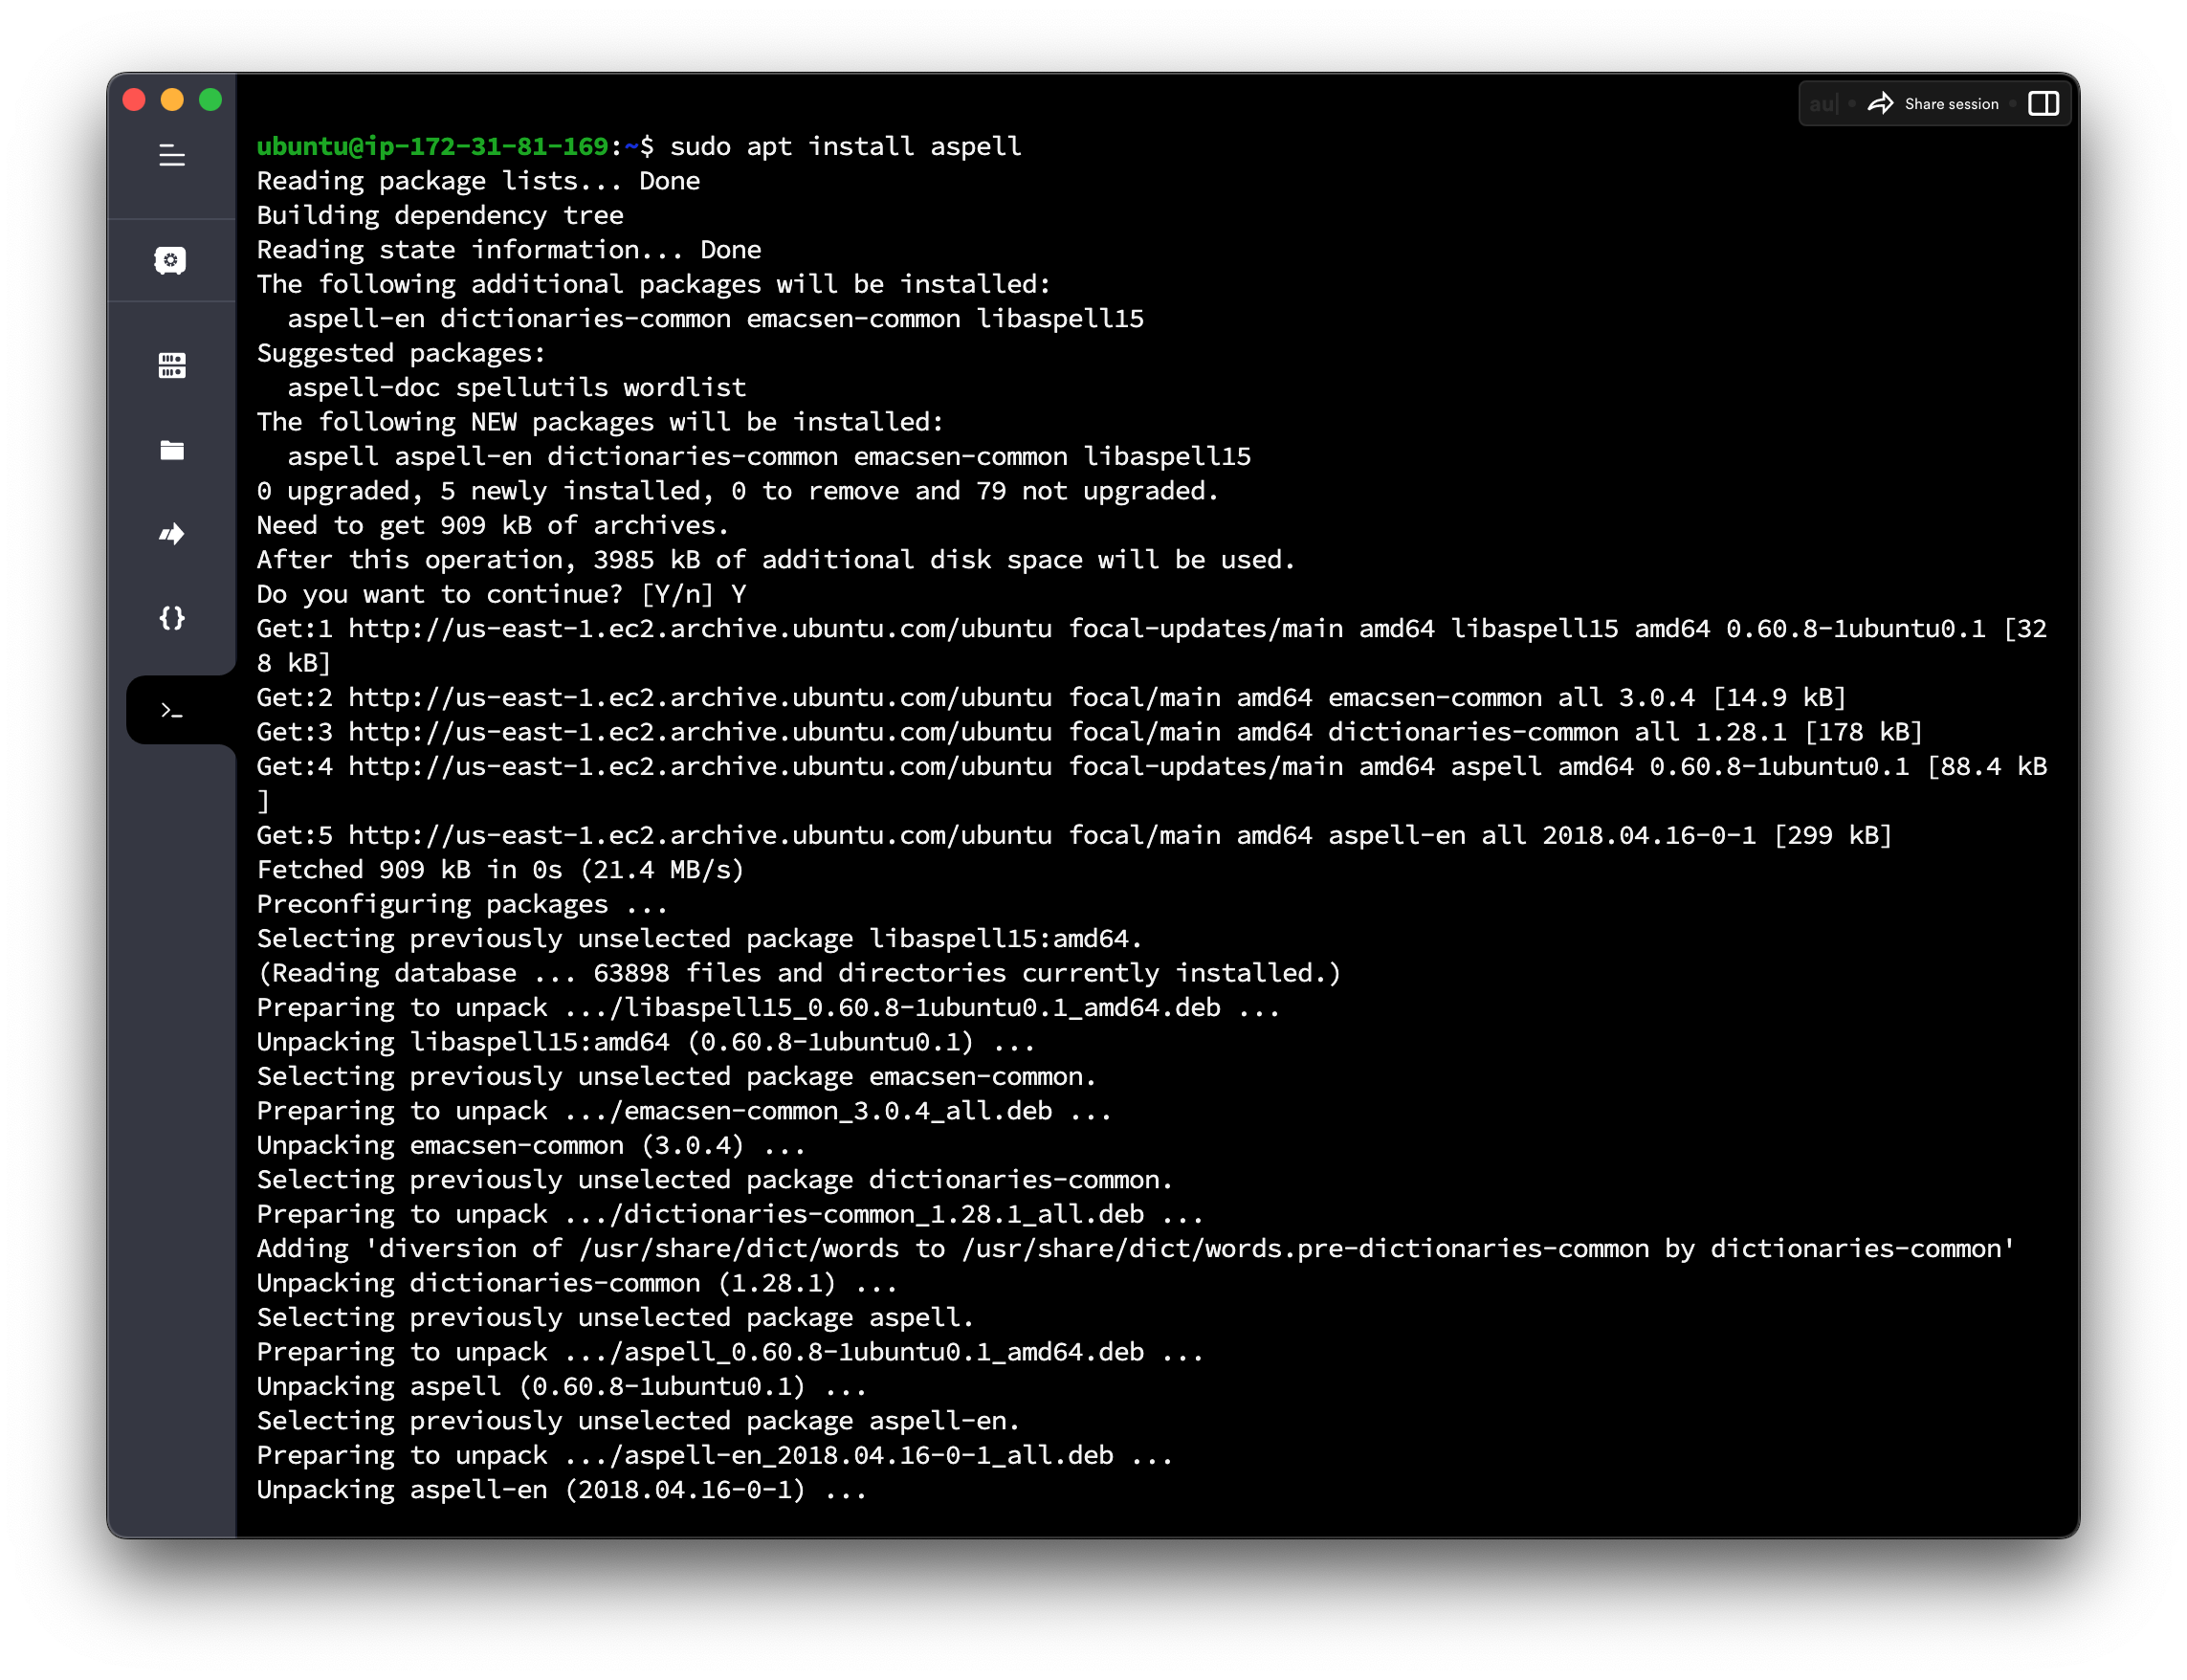 au| • Share session •
ubuntu@ip-172-31-81-169:~$ sudo apt install aspell
Reading package lists... Done
Building dependency tree
Reading state information... Done
The following additional packages will be installed:
  aspell-en dictionaries-common emacsen-common libaspell15
Suggested packages:
  aspell-doc spellutils wordlist
The following NEW packages will be installed:
  aspell aspell-en dictionaries-common emacsen-common libaspell15
0 upgraded, 5 newly installed, 0 to remove and 79 not upgraded.
Need to get 909 kB of archives.
After this operation, 3985 kB of additional disk space will be used.
Do you want to continue? [Y/n] Y
Get:1 http://us-east-1.ec2.archive.ubuntu.com/ubuntu focal-updates/main amd64 libaspell15 amd64 0.60.8-1ubuntu0.1 [32
8 kB]
Get:2 http://us-east-1.ec2.archive.ubuntu.com/ubuntu focal/main amd64 emacsen-common all 3.0.4 [14.9 kB]
Get:3 http://us-east-1.ec2.archive.ubuntu.com/ubuntu focal/main amd64 dictionaries-common all 1.28.1 [178 kB]
Get:4 http://us-east-1.ec2.archive.ubuntu.com/ubuntu focal-updates/main amd64 aspell amd64 0.60.8-1ubuntu0.1 [88.4 kB
]
Get:5 http://us-east-1.ec2.archive.ubuntu.com/ubuntu focal/main amd64 aspell-en all 2018.04.16-0-1 [299 kB]
Fetched 909 kB in 0s (21.4 MB/s)
Preconfiguring packages ...
Selecting previously unselected package libaspell15:amd64.
(Reading database ... 63898 files and directories currently installed.)
Preparing to unpack .../libaspell15_0.60.8-1ubuntu0.1_amd64.deb ...
Unpacking libaspell15:amd64 (0.60.8-1ubuntu0.1) ...
Selecting previously unselected package emacsen-common.
Preparing to unpack .../emacsen-common_3.0.4_all.deb ...
Unpacking emacsen-common (3.0.4) ...
Selecting previously unselected package dictionaries-common.
Preparing to unpack .../dictionaries-common_1.28.1_all.deb ...
Adding 'diversion of /usr/share/dict/words to /usr/share/dict/words.pre-dictionaries-common by dictionaries-common'
Unpacking dictionaries-common (1.28.1) ...
Selecting previously unselected package aspell.
Preparing to unpack .../aspell_0.60.8-1ubuntu0.1_amd64.deb ...
Unpacking aspell (0.60.8-1ubuntu0.1) ...
Selecting previously unselected package aspell-en.
Preparing to unpack .../aspell-en_2018.04.16-0-1_all.deb ...
Unpacking aspell-en (2018.04.16-0-1) ...